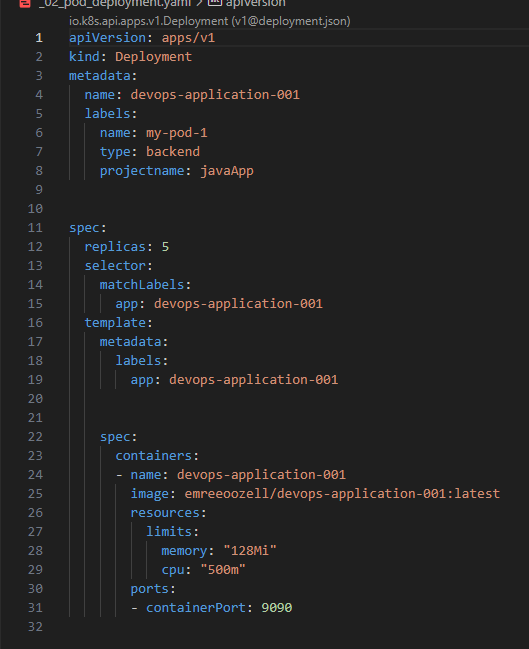 _02_pod_deployment.yaml > apiVersion
io.k8s.api.apps.v1.Deployment (v1@deployment.json)
1 apiVersion: apps/v1
2 kind: Deployment
3 metadata:
4   name: devops-application-001
5   labels:
6     name: my-pod-1
7     type: backend
8     projectname: javaApp
9
10
11 spec:
12   replicas: 5
13   selector:
14     matchLabels:
15       app: devops-application-001
16   template:
17     metadata:
18       labels:
19         app: devops-application-001
20
21
22     spec:
23       containers:
24       - name: devops-application-001
25         image: emreeoozell/devops-application-001:latest
26         resources:
27           limits:
28             memory: "128Mi"
29             cpu: "500m"
30         ports:
31         - containerPort: 9090
32